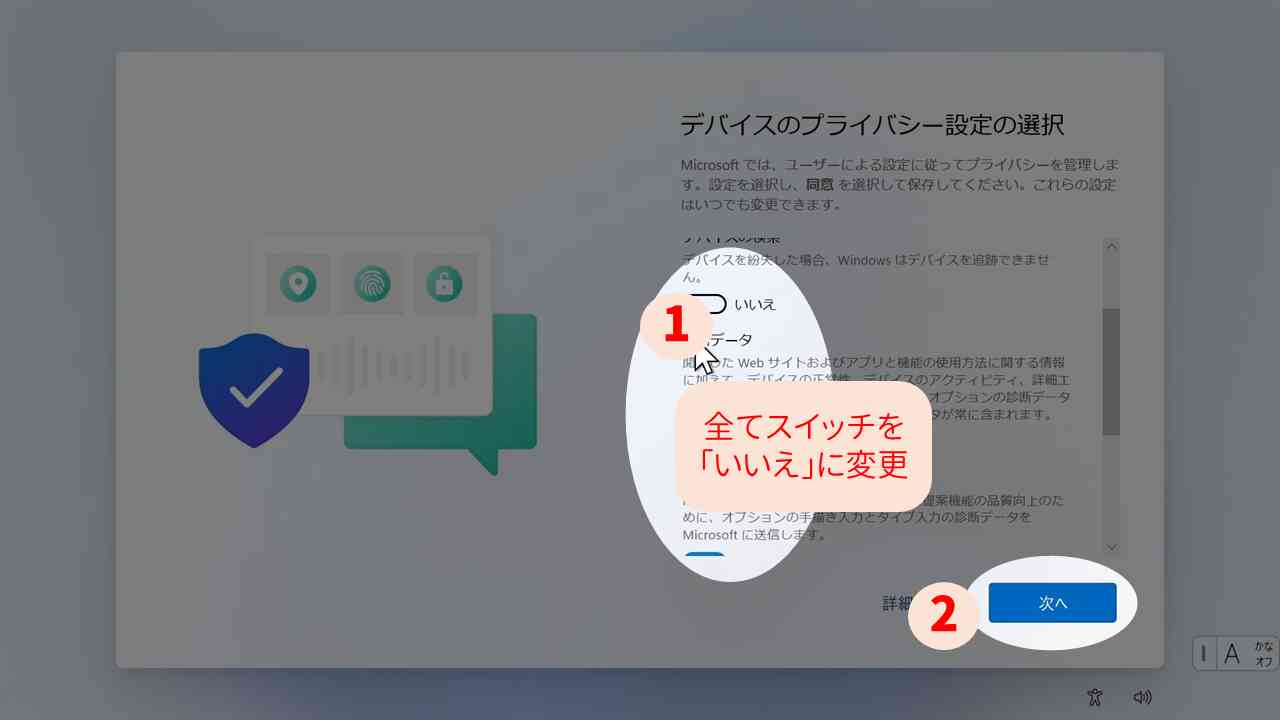 デバイスのプライバシー設定の選択
Microsoft では、ユーザーによる設定に従ってプライバシーを管理しま
す。設定を選択し、同意 を選択して保存してください。これらの設定
はいつでも変更できます。
デバイスの検索
デバイスを紛失した場合、Windows はデバイスを追跡できませ
ん。
いいえ
1
データ
た Web サイトおよびアプリと機能の使用方法に関する情報
に加えて、デバイスの正常性、デバイスのアクティビティ、詳細エ
オプションの診断データ
が常に含まれます。
全てスイッチを
「いいえ」に変更
提案機能の品質向上のた
めに、オプションの手描き入力とタイプ入力の診断データを
Microsoft に送信します。
詳細
2
次へ
A
かな
オフ